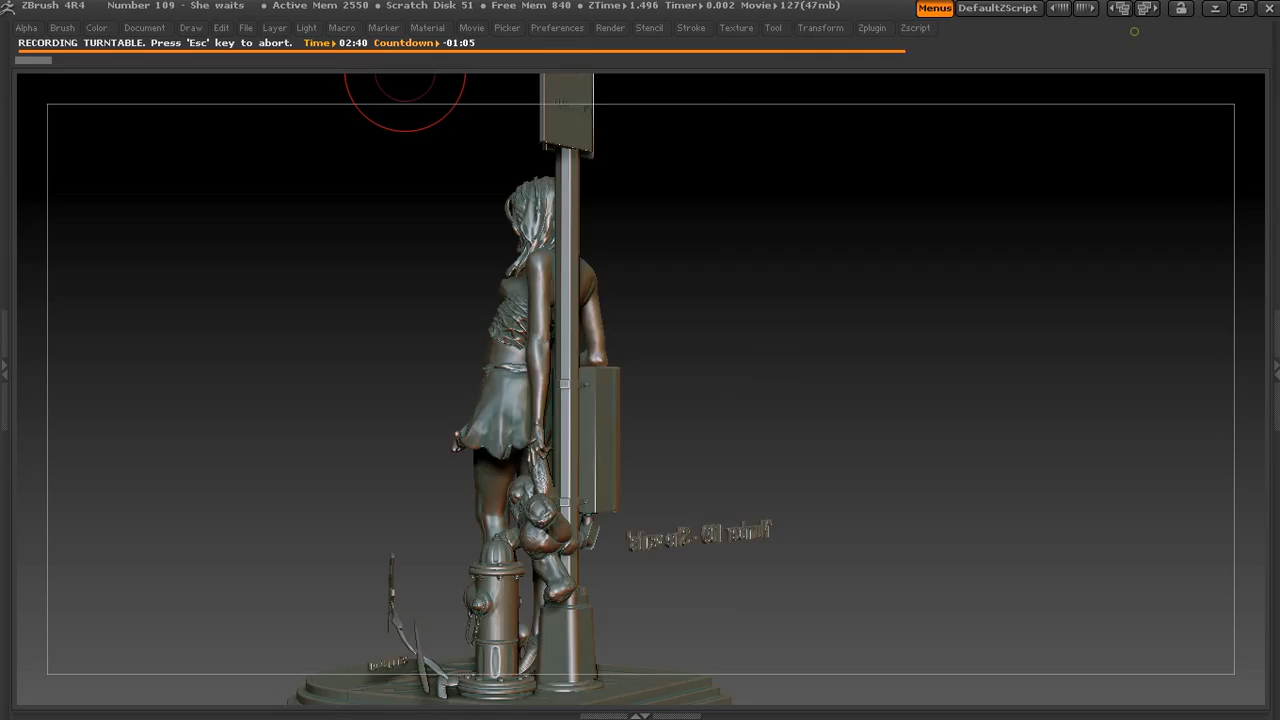 ZBrush 4R4 Number 109 - She waits ● Active Mem 2550 ● Scratch Disk 51 ● Free Mem 840 ● ZTime▸1.496 Timer▸0.002 Movie▸127(47mb) Menus DefaultZScript
Alpha Brush Color Document Draw Edit File Layer Light Macro Marker Material Movie Picker Preferences Render Stencil Stroke Texture Tool Transform Zplugin Zscript
RECORDING TURNTABLE. Press 'Esc' key to abort. Time▸02:40 Countdown▸-01:05